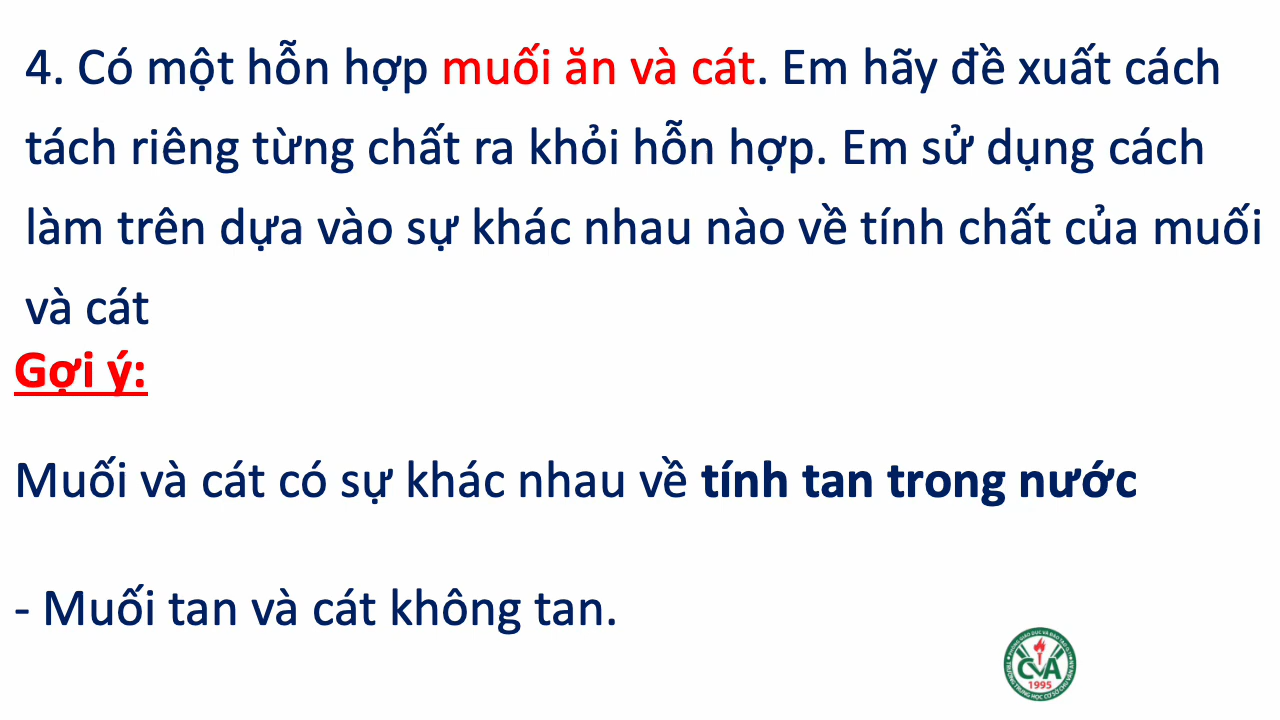 4. Có một hỗn hợp muối ăn và cát. Em hãy đề xuất cách
tách riêng từng chất ra khỏi hỗn hợp. Em sử dụng cách
làm trên dựa vào sự khác nhau nào về tính chất của muối
và cát
Gợi ý:
Muối và cát có sự khác nhau về tính tan trong nước
- Muối tan và cát không tan.
CVA
1995